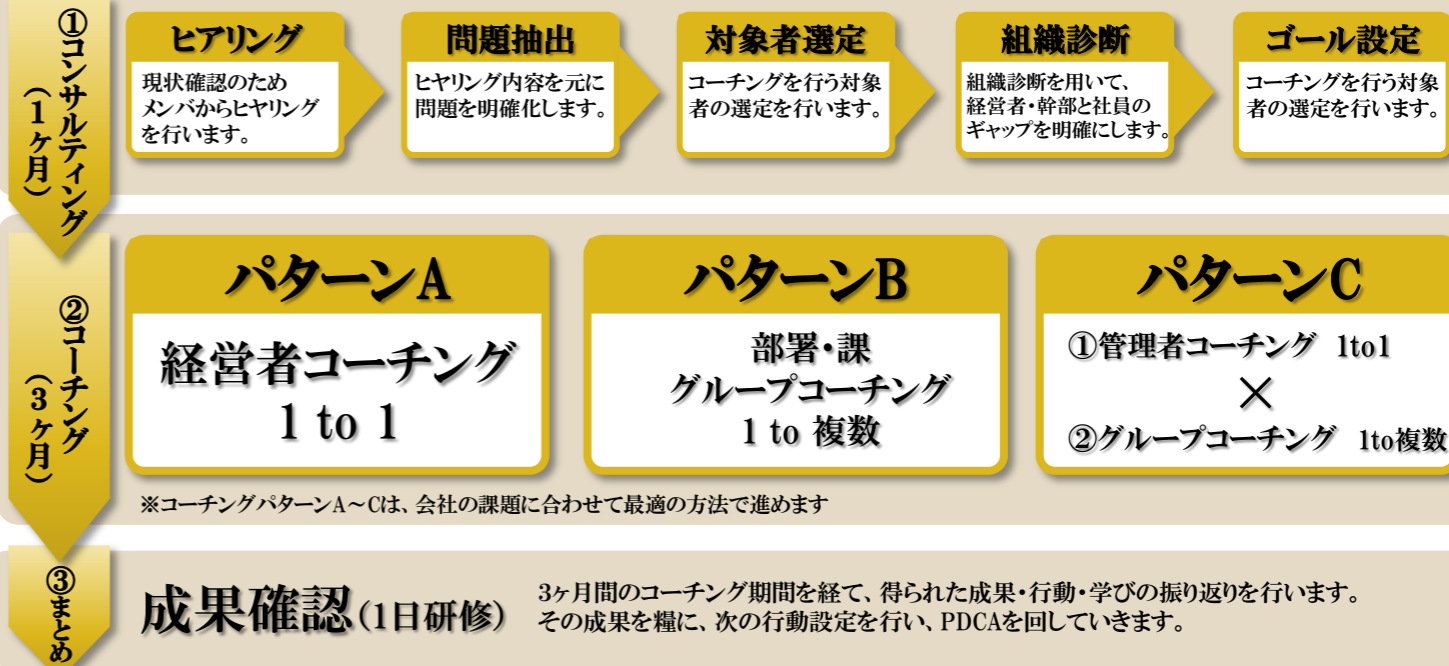 ①コンサルティング
(1ヶ月)
ヒアリング
現状確認のため
メンバからヒヤリング
を行います。
問題抽出
ヒヤリング内容を元に
問題を明確化します。
対象者選定
コーチングを行う対象
者の選定を行います。
組織診断
組織診断を用いて、
経営者・幹部と社員の
ギャップを明確にします。
ゴール設定
コーチングを行う対象
者の選定を行います。
②コーチング
(3ヶ月)
パターンA
経営者コーチング
1 to 1
パターンB
部署・課
グループコーチング
1 to 複数
パターンC
①管理者コーチング 1to1
×
②グループコーチング 1to複数
※コーチングパターンA～Cは、会社の課題に合わせて最適の方法で進めます
③まとめ
成果確認(1日研修)
3ヶ月間のコーチング期間を経て、得られた成果・行動・学びの振り返りを行います。
その成果を糧に、次の行動設定を行い、PDCAを回していきます。